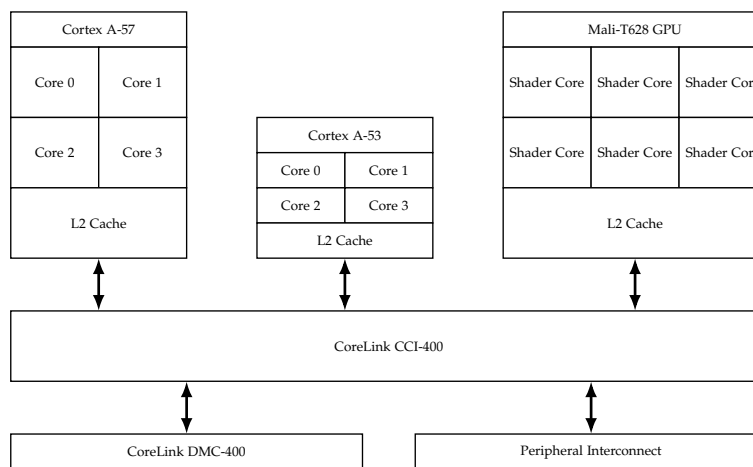 Cortex A-57
Core 0 Core 1
Core 2 Core 3
L2 Cache
Cortex A-53
Core 0 Core 1
Core 2 Core 3
L2 Cache
Mali-T628 GPU
Shader Core Shader Core Shader Core
Shader Core Shader Core Shader Core
L2 Cache
CoreLink CCI-400
CoreLink DMC-400
Peripheral Interconnect